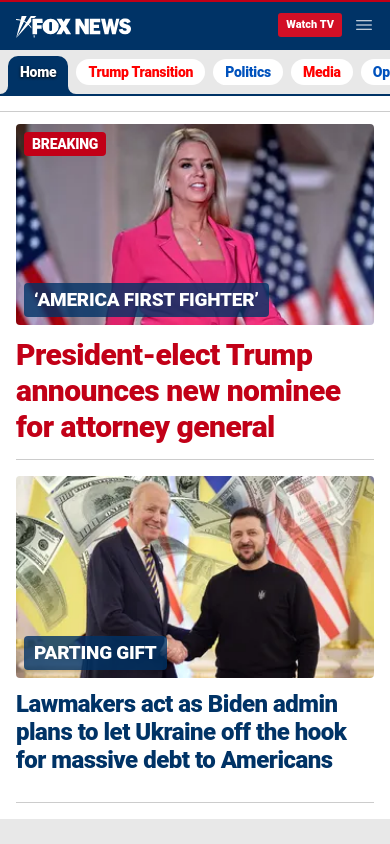 FOX NEWS
Watch TV
Home
Trump Transition
Politics
Media
Op
BREAKING
‘AMERICA FIRST FIGHTER’
President-elect Trump
announces new nominee
for attorney general
PARTING GIFT
Lawmakers act as Biden admin
plans to let Ukraine off the hook
for massive debt to Americans